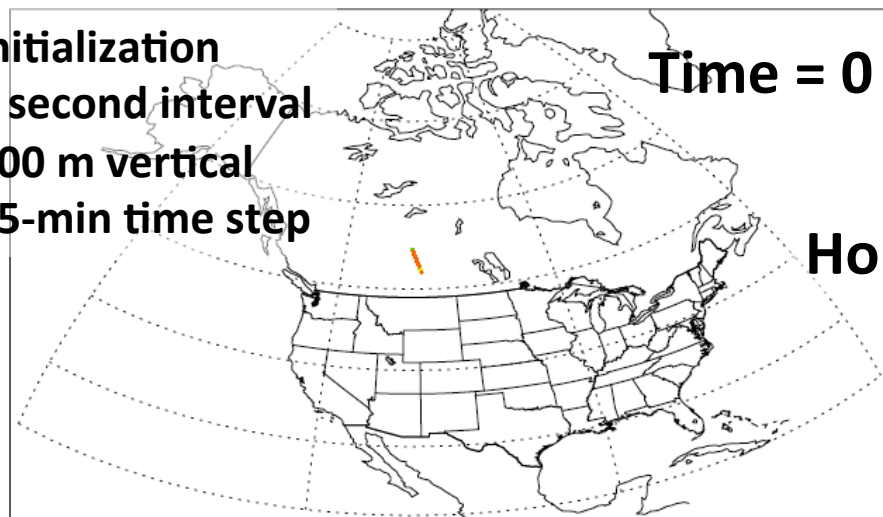 nitialization
second interval
00 m vertical
5-min time step
Time = 0
Ho